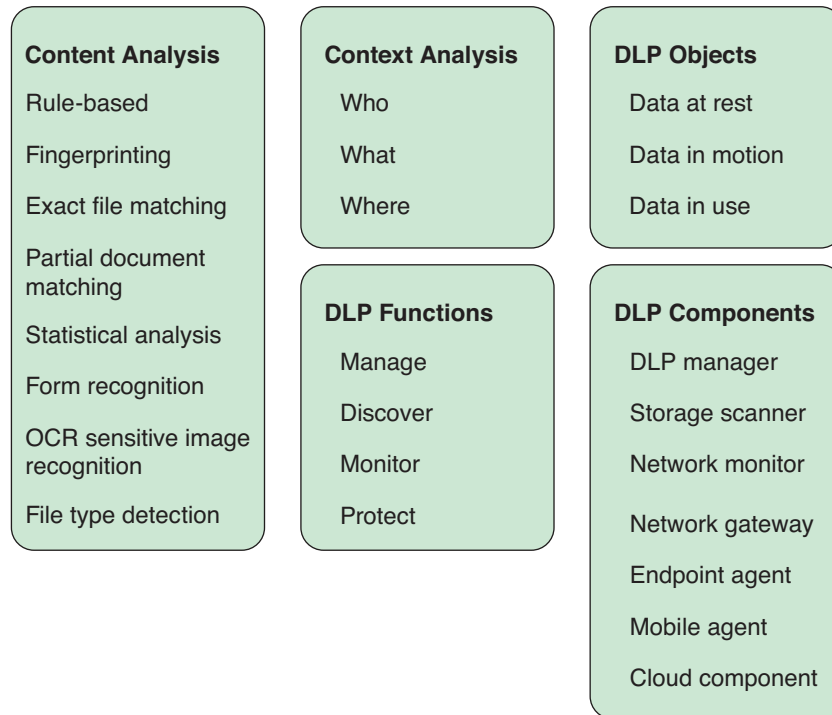 Content Analysis
Rule-based
Fingerprinting
Exact file matching
Partial document
matching
Statistical analysis
Form recognition
OCR sensitive image
recognition
File type detection
Context Analysis
Who
What
Where
DLP Functions
Manage
Discover
Monitor
Protect
DLP Objects
Data at rest
Data in motion
Data in use
DLP Components
DLP manager
Storage scanner
Network monitor
Network gateway
Endpoint agent
Mobile agent
Cloud component